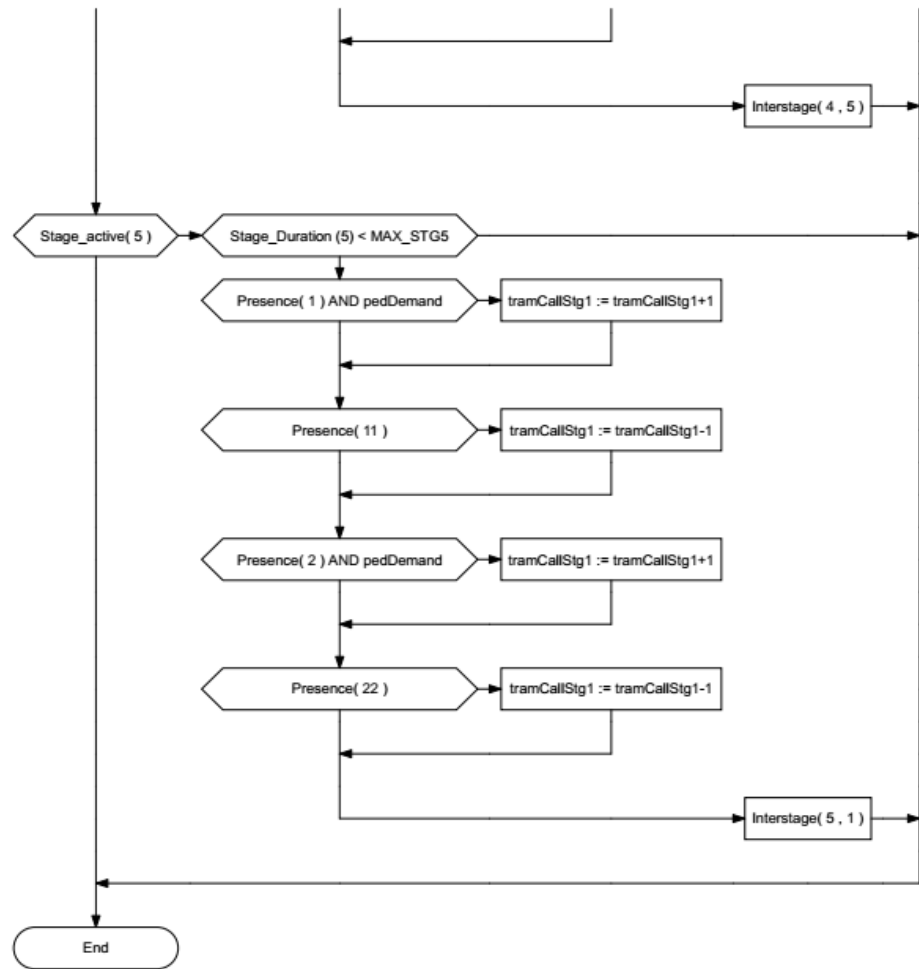 Interstage( 4 , 5 )
Stage_active( 5 )
Stage_Duration (5) < MAX_STG5
Presence( 1 ) AND pedDemand
tramCallStg1 := tramCallStg1+1
Presence( 11 )
tramCallStg1 := tramCallStg1-1
Presence( 2 ) AND pedDemand
tramCallStg1 := tramCallStg1+1
Presence( 22 )
tramCallStg1 := tramCallStg1-1
Interstage( 5 , 1 )
End